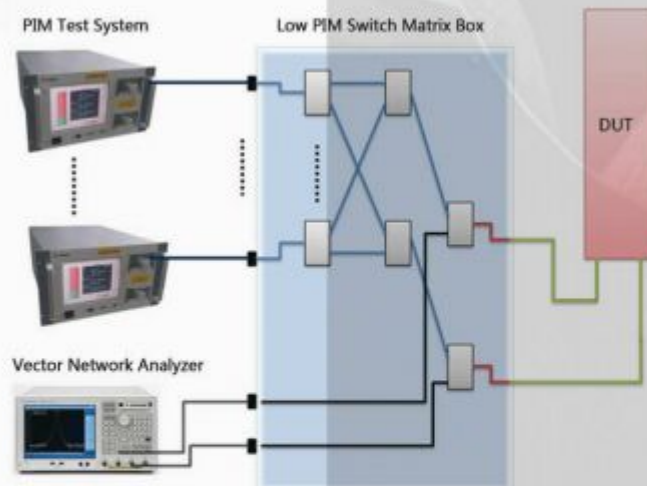 PIM Test System
Low PIM Switch Matrix Box
DUT
Vector Network Analyzer